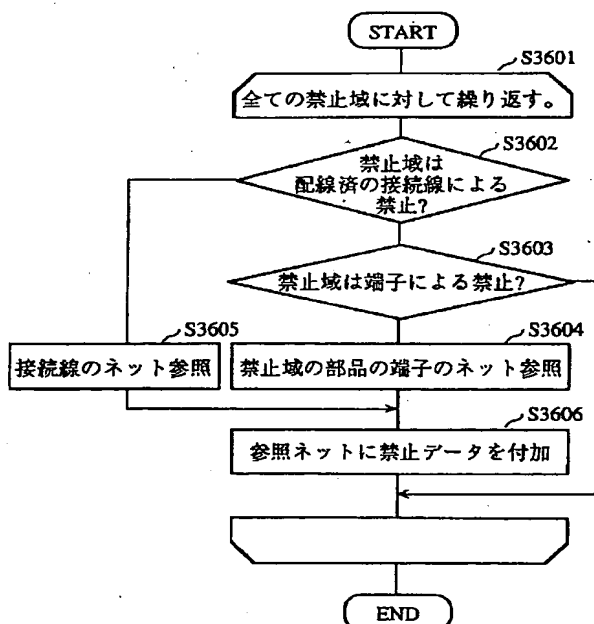 START
S3601
全ての禁止域に対して繰り返す。
S3602
禁止域は
配線済の接続線による
禁止?
S3603
禁止域は端子による禁止?
S3605
接続線のネット参照
S3604
禁止域の部品の端子のネット参照
S3606
参照ネットに禁止データを付加
END